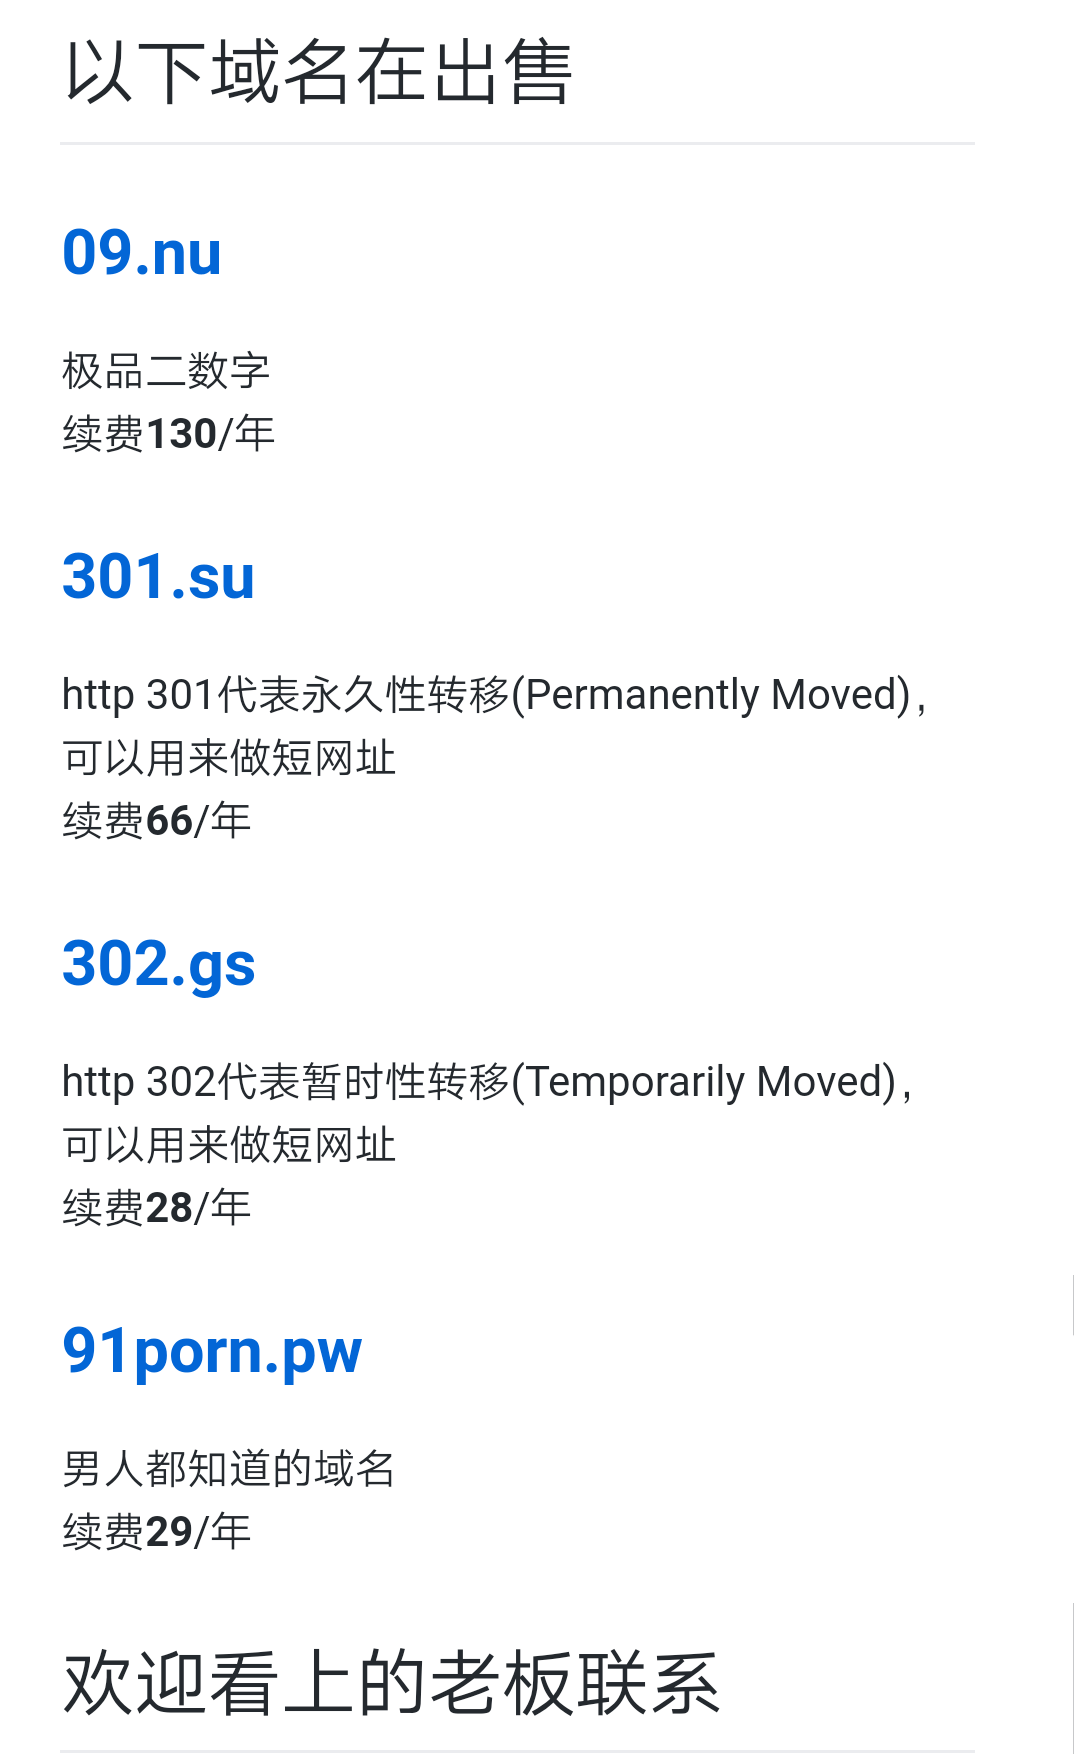 以下域名在出售
09.nu
极品二数字
续费130/年
301.su
http 301代表永久性转移(Permanently Moved)，
可以用来做短网址
续费66/年
302.gs
http 302代表暂时性转移(Temporarily Moved)，
可以用来做短网址
续费28/年
91porn.pw
男人都知道的域名
续费29/年
欢迎看上的老板联系